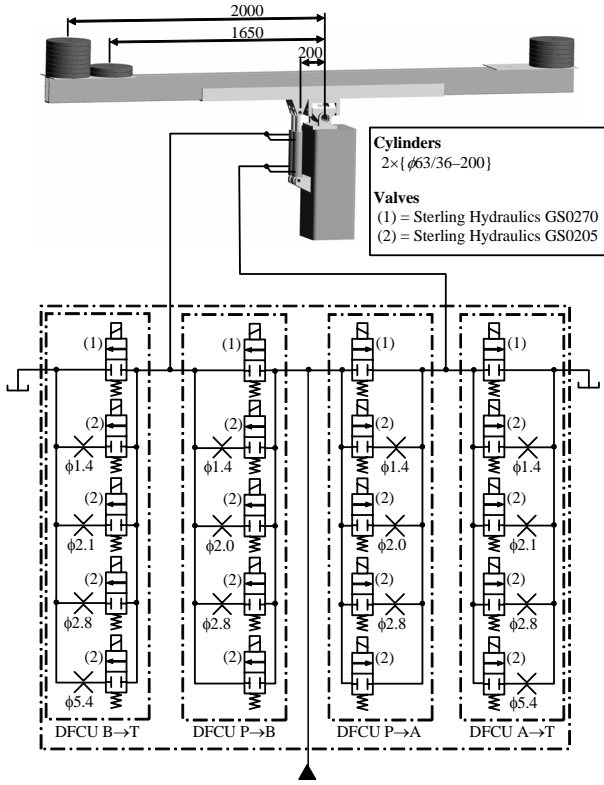 2000
1650
200
Cylinders
2×{ϕ63/36–200}
Valves
(1) = Sterling Hydraulics GS0270
(2) = Sterling Hydraulics GS0205
(1) (1) (1) (1)
(2) (2) (2) (2)
ϕ1.4 ϕ1.4 ϕ1.4 ϕ1.4
(2) (2) (2) (2)
ϕ2.1 ϕ2.0 ϕ2.0 ϕ2.1
(2) (2) (2) (2)
ϕ2.8 ϕ2.8 ϕ2.8 ϕ2.8
(2) (2) (2) (2)
ϕ5.4 ϕ5.4
DFCU B→T DFCU P→B DFCU P→A DFCU A→T